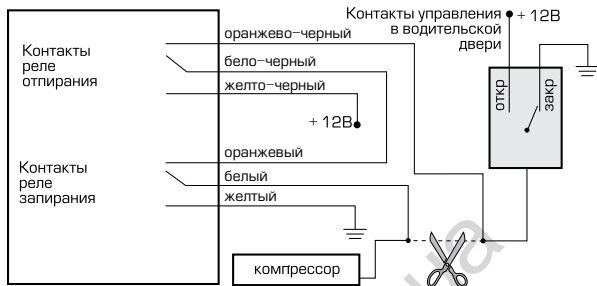 Контакты управления
в водительской
двери
+ 12В
оранжево-черный
Контакты
реле
отпирания
бело-черный
желто-черный
+ 12В
откр
закр
Контакты
реле
запирания
оранжевый
белый
желтый
компрессор